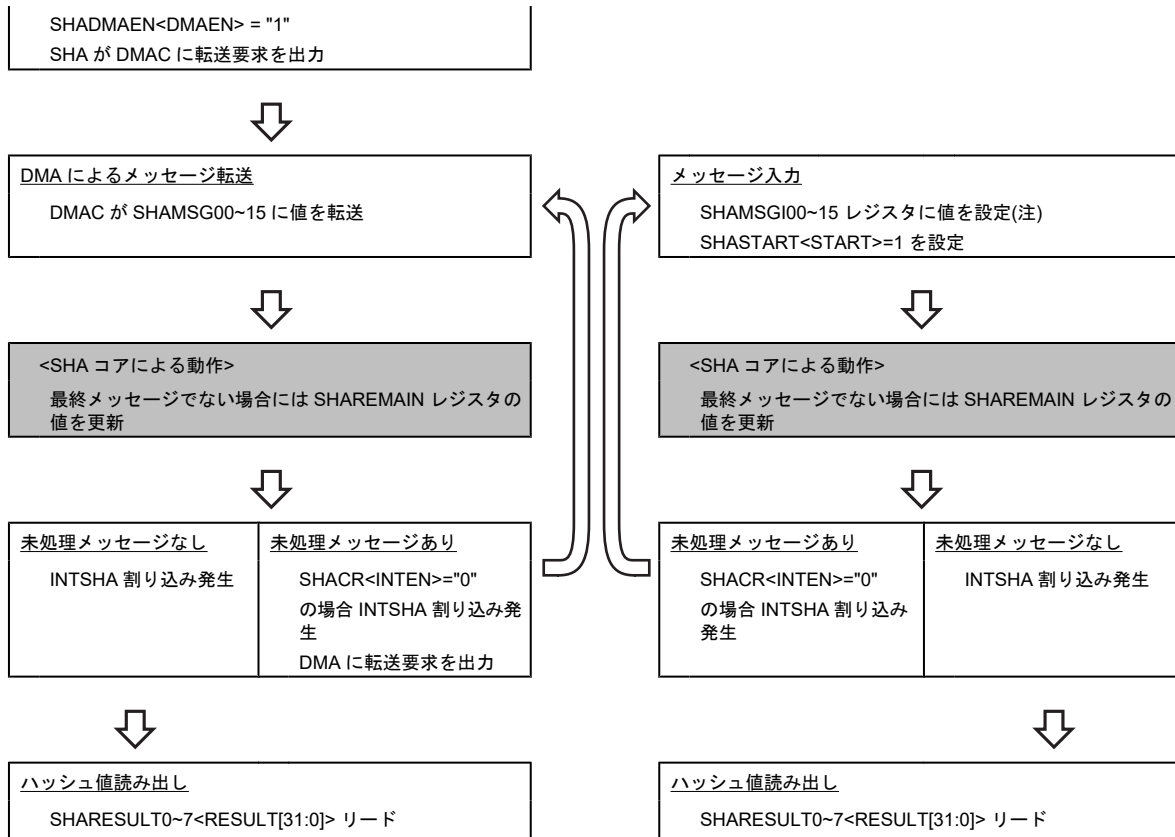 SHADMAEN<DMAEN> = "1"
SHA が DMAC に転送要求を出力
DMA によるメッセージ転送
DMAC が SHAMSG00~15 に値を転送
<SHA コアによる動作>
最終メッセージでない場合には SHAREMAIN レジスタの
値を更新
未処理メッセージなし
INTSHA 割り込み発生
未処理メッセージあり
SHACR<INTEN>="0"
の場合 INTSHA 割り込み発
生
DMA に転送要求を出力
ハッシュ値読み出し
SHARESULT0~7<RESULT[31:0]> リード
メッセージ入力
SHAMSGI00~15 レジスタに値を設定(注)
SHASTART<START>=1 を設定
<SHA コアによる動作>
最終メッセージでない場合には SHAREMAIN レジスタの
値を更新
未処理メッセージあり
SHACR<INTEN>="0"
の場合 INTSHA 割り込み
発生
未処理メッセージなし
INTSHA 割り込み発生
ハッシュ値読み出し
SHARESULT0~7<RESULT[31:0]> リード